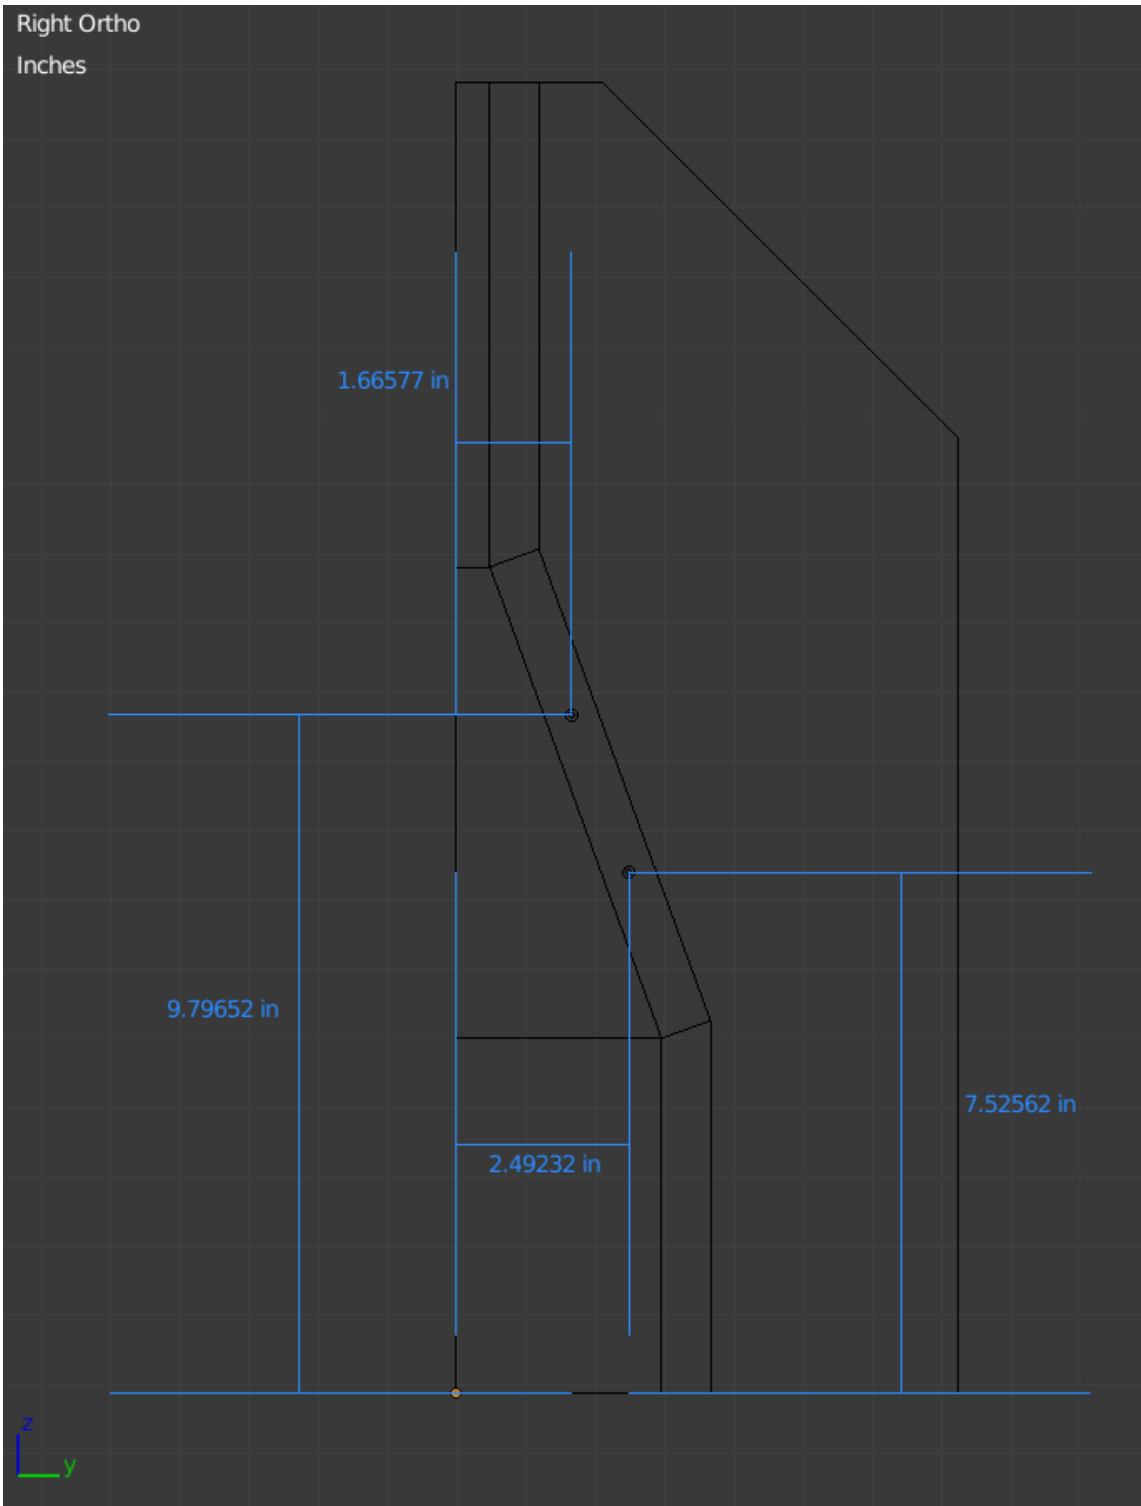 Right Ortho
Inches
1.66577 in
9.79652 in
7.52562 in
2.49232 in
z
y